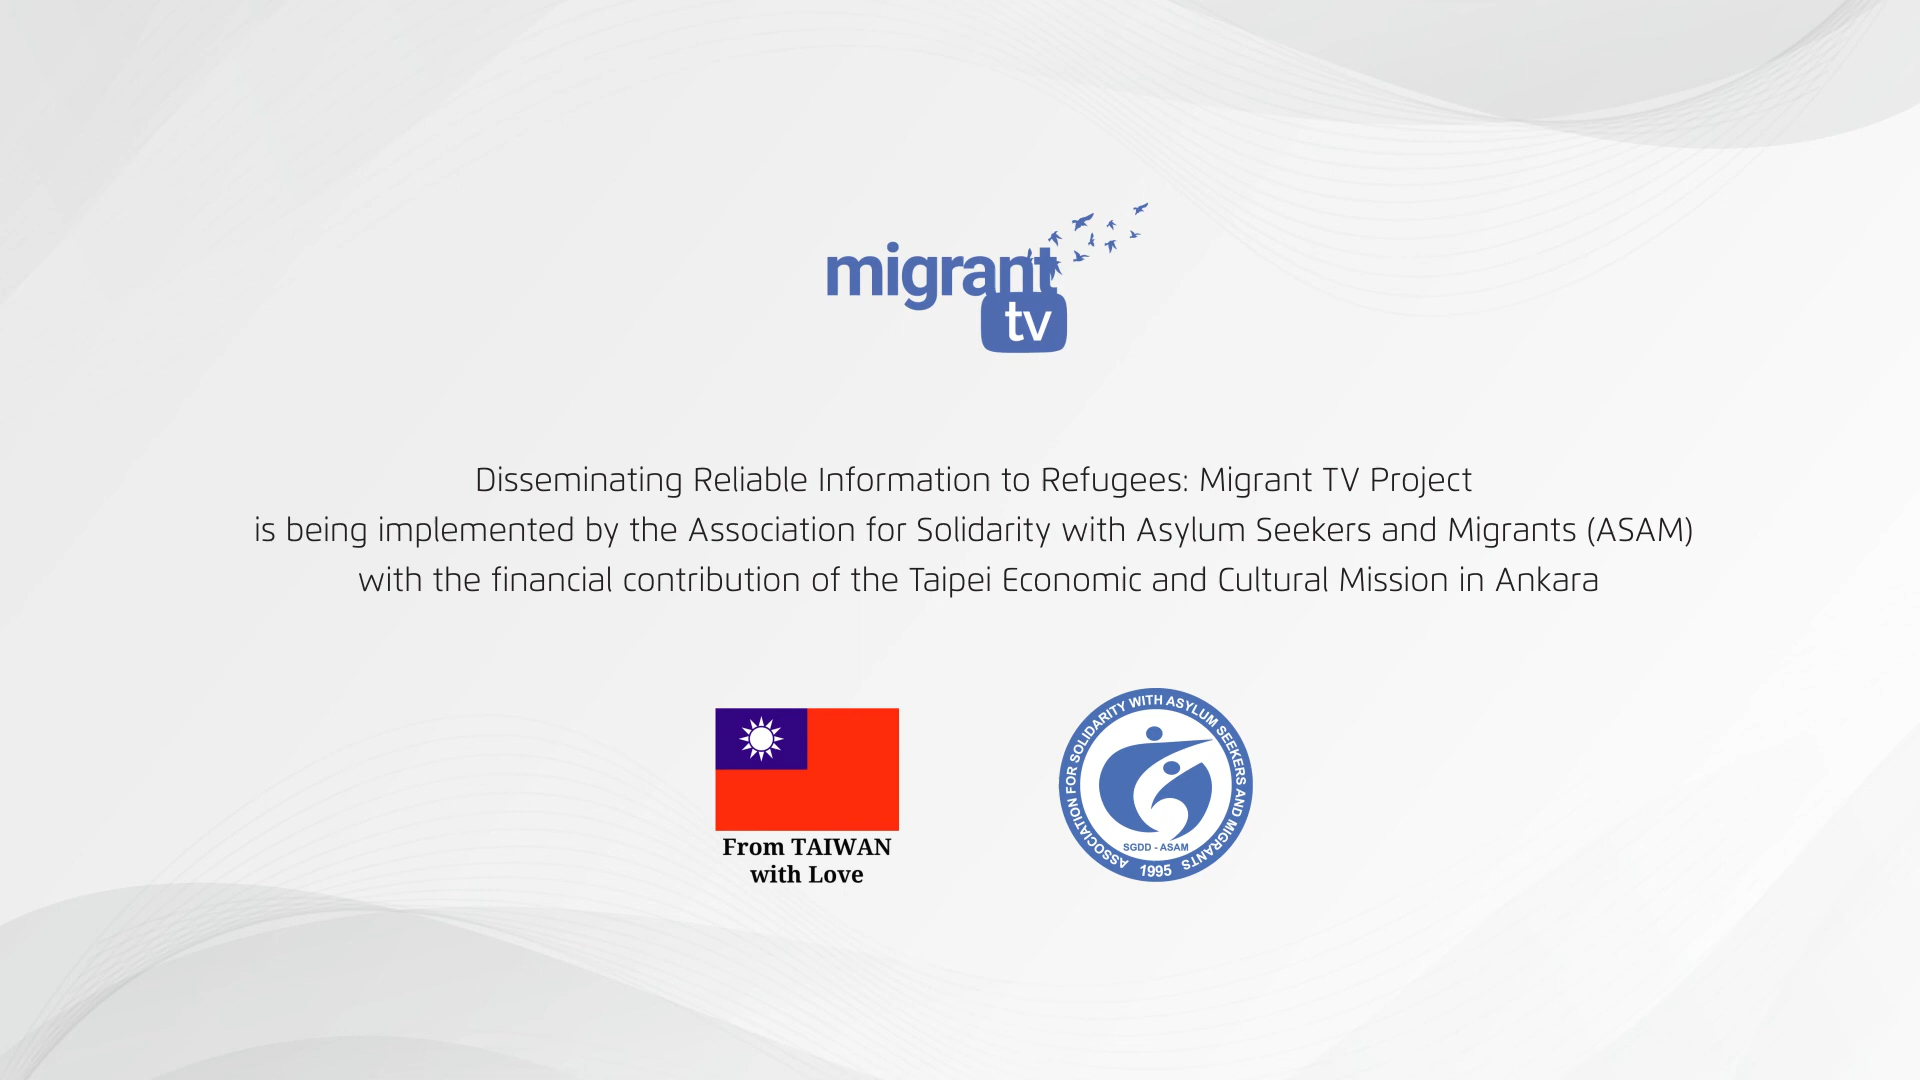 migrant
tv
Disseminating Reliable Information to Refugees: Migrant TV Project
is being implemented by the Association for Solidarity with Asylum Seekers and Migrants (ASAM)
with the financial contribution of the Taipei Economic and Cultural Mission in Ankara
From TAIWAN
with Love
ASSOCIATION FOR SOLIDARITY WITH ASYLUM SEEKERS AND MIGRANTS
SGDD - ASAM
1995